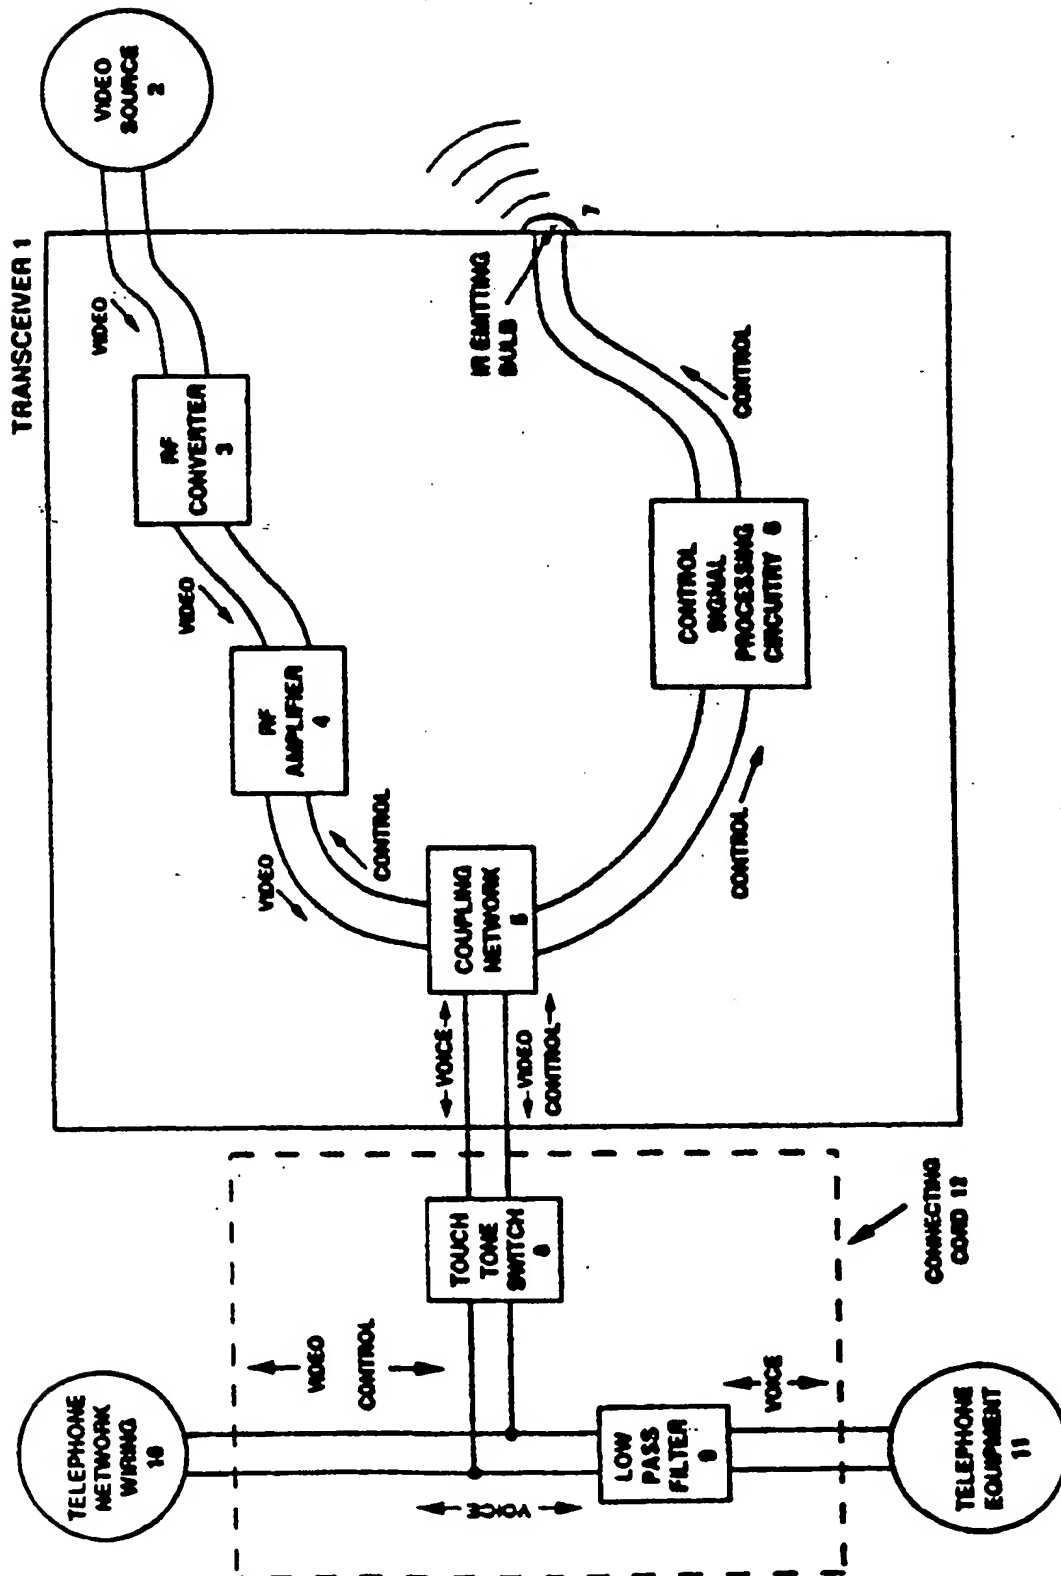 TRANSCEIVER 1
VIDEO
SOURCE
2
VIDEO
RF
CONVERTER
3
VIDEO
RF
AMPLIFIER
4
VIDEO
CONTROL
COUPLING
NETWORK
5
VOICE
VIDEO
CONTROL
TELEPHONE
NETWORK
WIRING
10
VIDEO
CONTROL
TOUCH
TONE
SWITCH
8
VOICE
LOW
PASS
FILTER
9
VOICE
TELEPHONE
EQUIPMENT
11
CONNECTING
CORD 12
CONTROL
CONTROL
SIGNAL
PROCESSING
CIRCUITRY 6
CONTROL
IR EMITTING
BULB
7